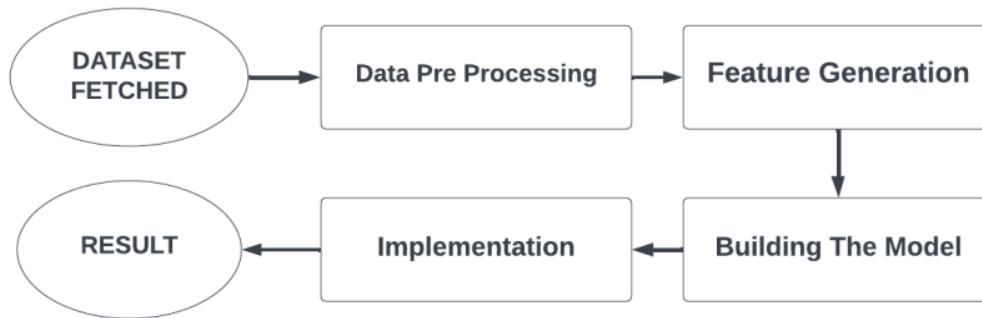 DATASET
FETCHED
Data Pre Processing
Feature Generation
Building The Model
Implementation
RESULT